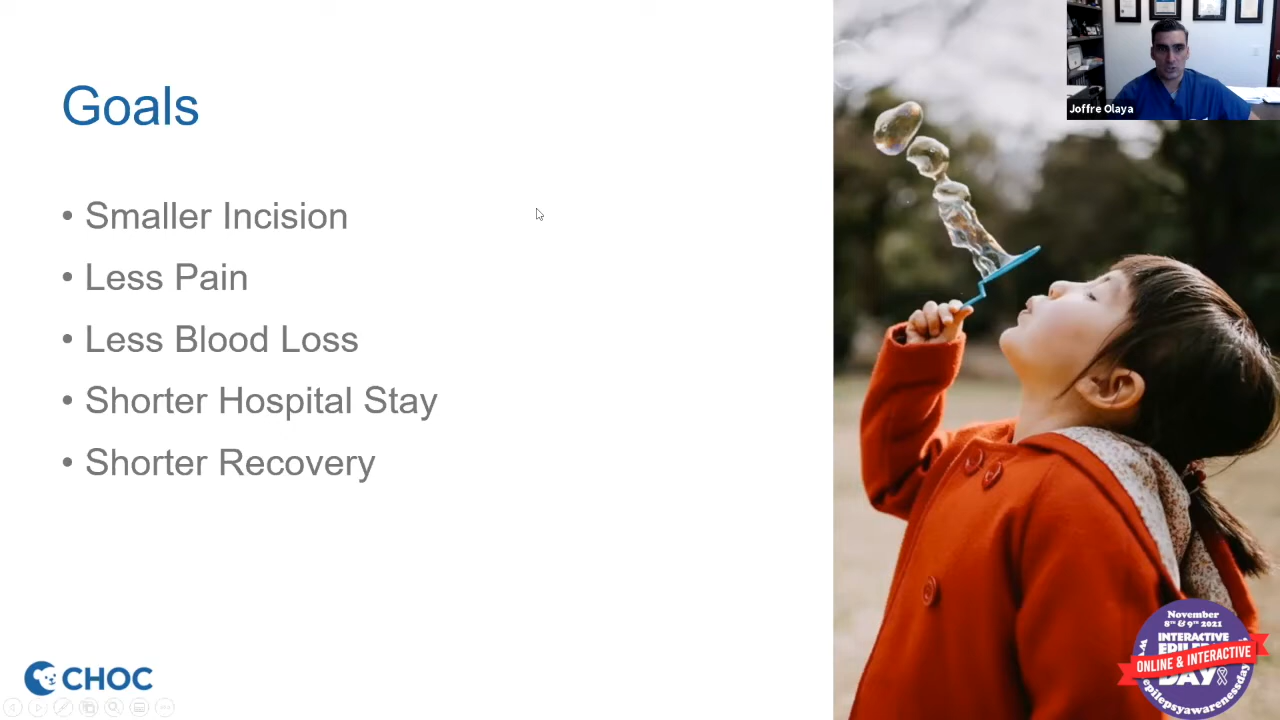 Goals
• Smaller Incision
• Less Pain
• Less Blood Loss
• Shorter Hospital Stay
• Shorter Recovery
CHOC
Joffre Olaya
November
8TH & 9TH 2021
INTERACTIVE
ONLINE & INTERACTIVE
DAY
epilepsyawarenessday